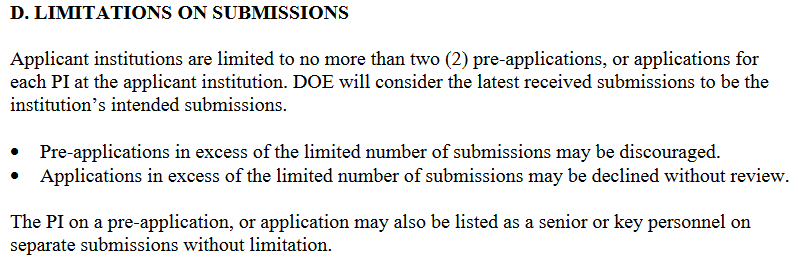 D. LIMITATIONS ON SUBMISSIONS
Applicant institutions are limited to no more than two (2) pre-applications, or applications for
each PI at the applicant institution. DOE will consider the latest received submissions to be the
institution’s intended submissions.
• Pre-applications in excess of the limited number of submissions may be discouraged.
• Applications in excess of the limited number of submissions may be declined without review.
The PI on a pre-application, or application may also be listed as a senior or key personnel on
separate submissions without limitation.